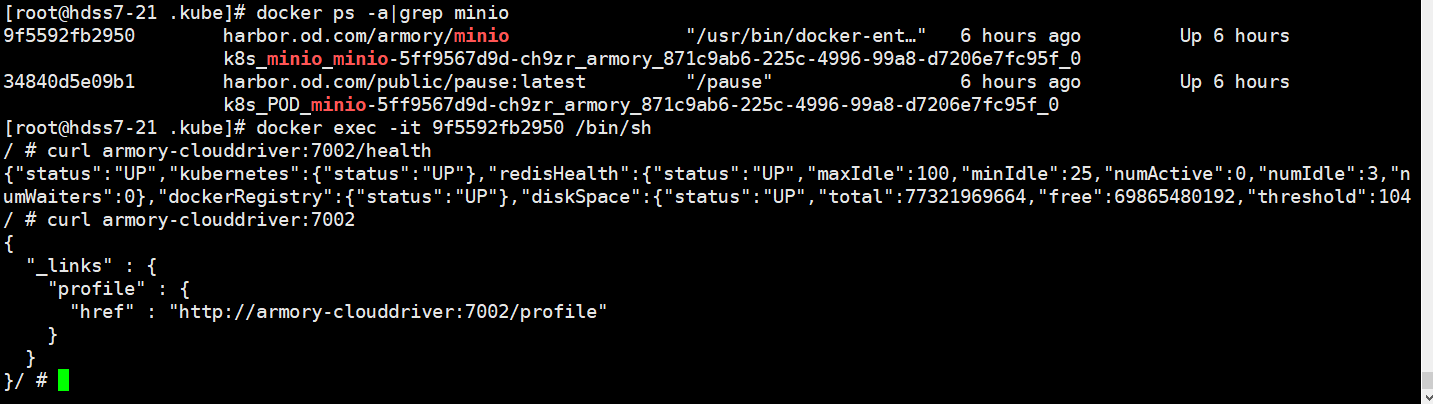 [root@hdss7-21 .kube]# docker ps -a|grep minio
9f5592fb2950        harbor.od.com/armory/minio                "/usr/bin/docker-ent…"   6 hours ago         Up 6 hours
k8s_minio_minio-5ff9567d9d-ch9zr_armory_871c9ab6-225c-4996-99a8-d7206e7fc95f_0
34840d5e09b1        harbor.od.com/public/pause:latest         "/pause"                 6 hours ago         Up 6 hours
k8s_POD_minio-5ff9567d9d-ch9zr_armory_871c9ab6-225c-4996-99a8-d7206e7fc95f_0
[root@hdss7-21 .kube]# docker exec -it 9f5592fb2950 /bin/sh
/ # curl armory-clouddriver:7002/health
{"status":"UP","kubernetes":{"status":"UP"},"redisHealth":{"status":"UP","maxIdle":100,"minIdle":25,"numActive":0,"numIdle":3,"n
umWaiters":0},"dockerRegistry":{"status":"UP"},"diskSpace":{"status":"UP","total":77321969664,"free":69865480192,"threshold":104
/ # curl armory-clouddriver:7002
{
  "_links" : {
    "profile" : {
      "href" : "http://armory-clouddriver:7002/profile"
    }
  }
}/ #